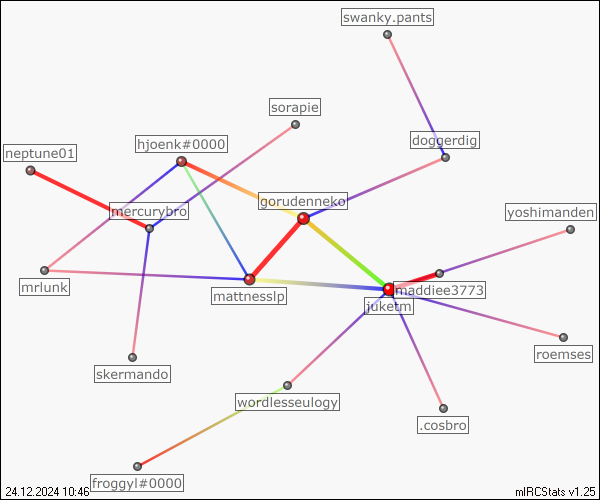 swanky.pants
sorapie
doggerdig
hjoenk#0000
neptune01
gorudenneko
mercurybro
yoshimanden
mrlunk
mattnesslp
maddiee3773
juketm
roemses
skermando
wordlesseulogy
.cosbro
froggyl#0000
24.12.2024 10:46
mIRCStats v1.25